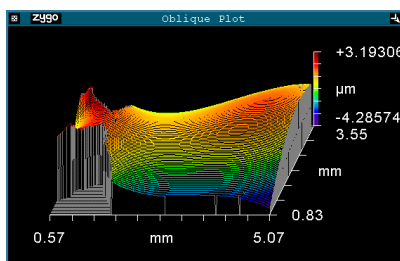 zygo Oblique Plot
+3.19306
µm
-4.28574
3.55
mm
0.83
0.57 mm 5.07